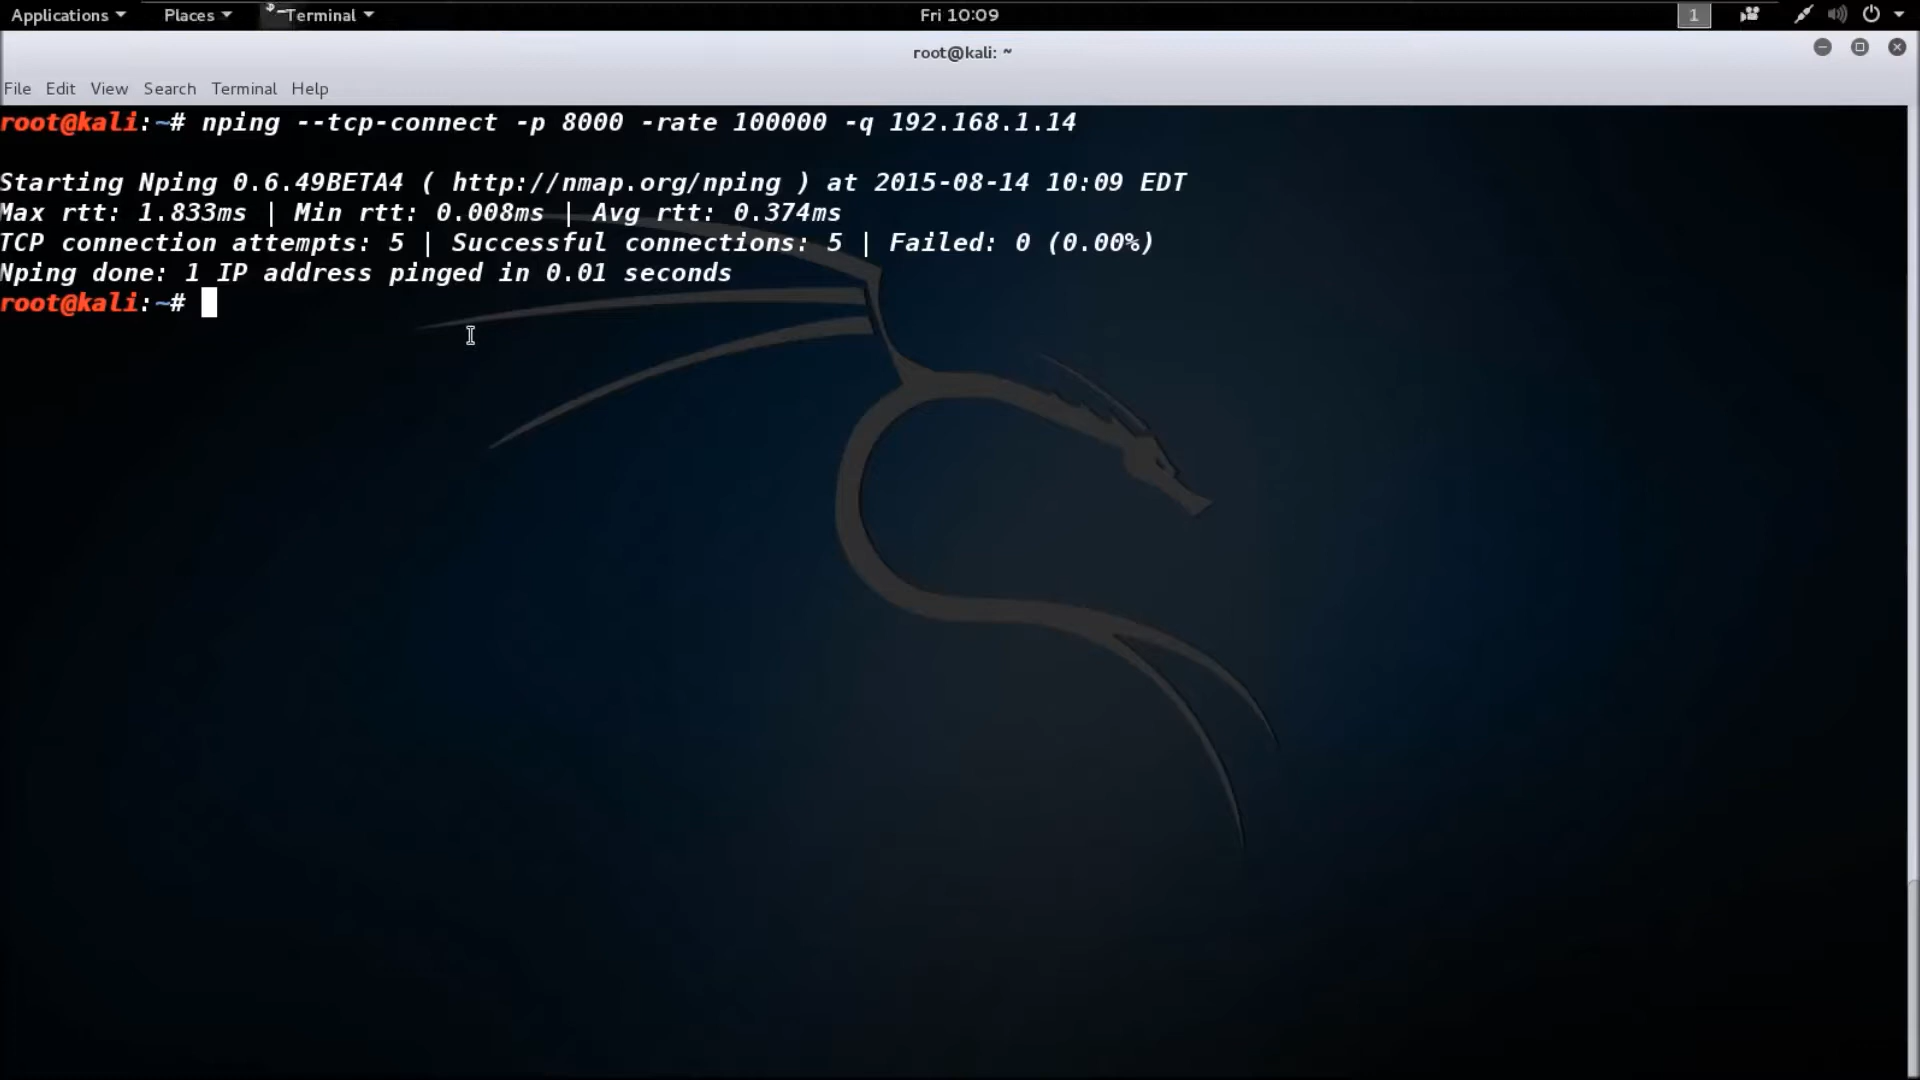 Applications Places Terminal Fri 10:09 1
root@kali: ~
File Edit View Search Terminal Help
root@kali:~# nping --tcp-connect -p 8000 -rate 100000 -q 192.168.1.14
Starting Nping 0.6.49BETA4 ( http://nmap.org/nping ) at 2015-08-14 10:09 EDT
Max rtt: 1.833ms | Min rtt: 0.008ms | Avg rtt: 0.374ms
TCP connection attempts: 5 | Successful connections: 5 | Failed: 0 (0.00%)
Nping done: 1 IP address pinged in 0.01 seconds
root@kali:~#